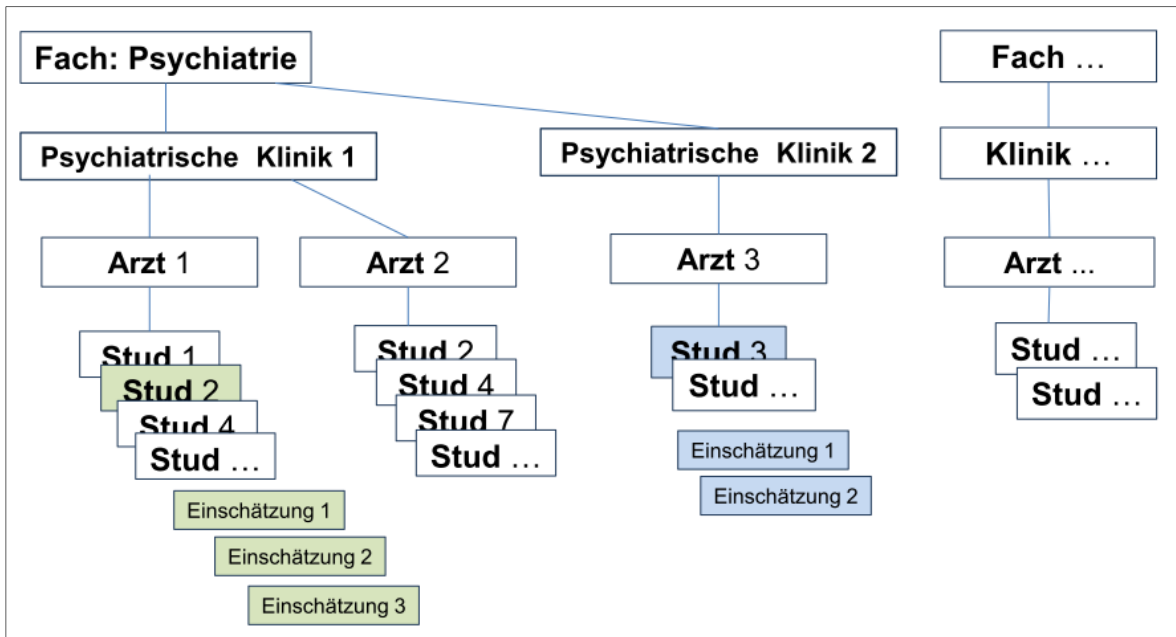 Fach: Psychiatrie
Fach ...
Psychiatrische Klinik 1
Psychiatrische Klinik 2
Klinik ...
Arzt 1
Arzt 2
Arzt 3
Arzt ...
Stud 1
Stud 2
Stud 4
Stud ...
Stud 2
Stud 4
Stud 7
Stud ...
Stud 3
Stud ...
Stud ...
Stud ...
Einschätzung 1
Einschätzung 2
Einschätzung 3
Einschätzung 1
Einschätzung 2